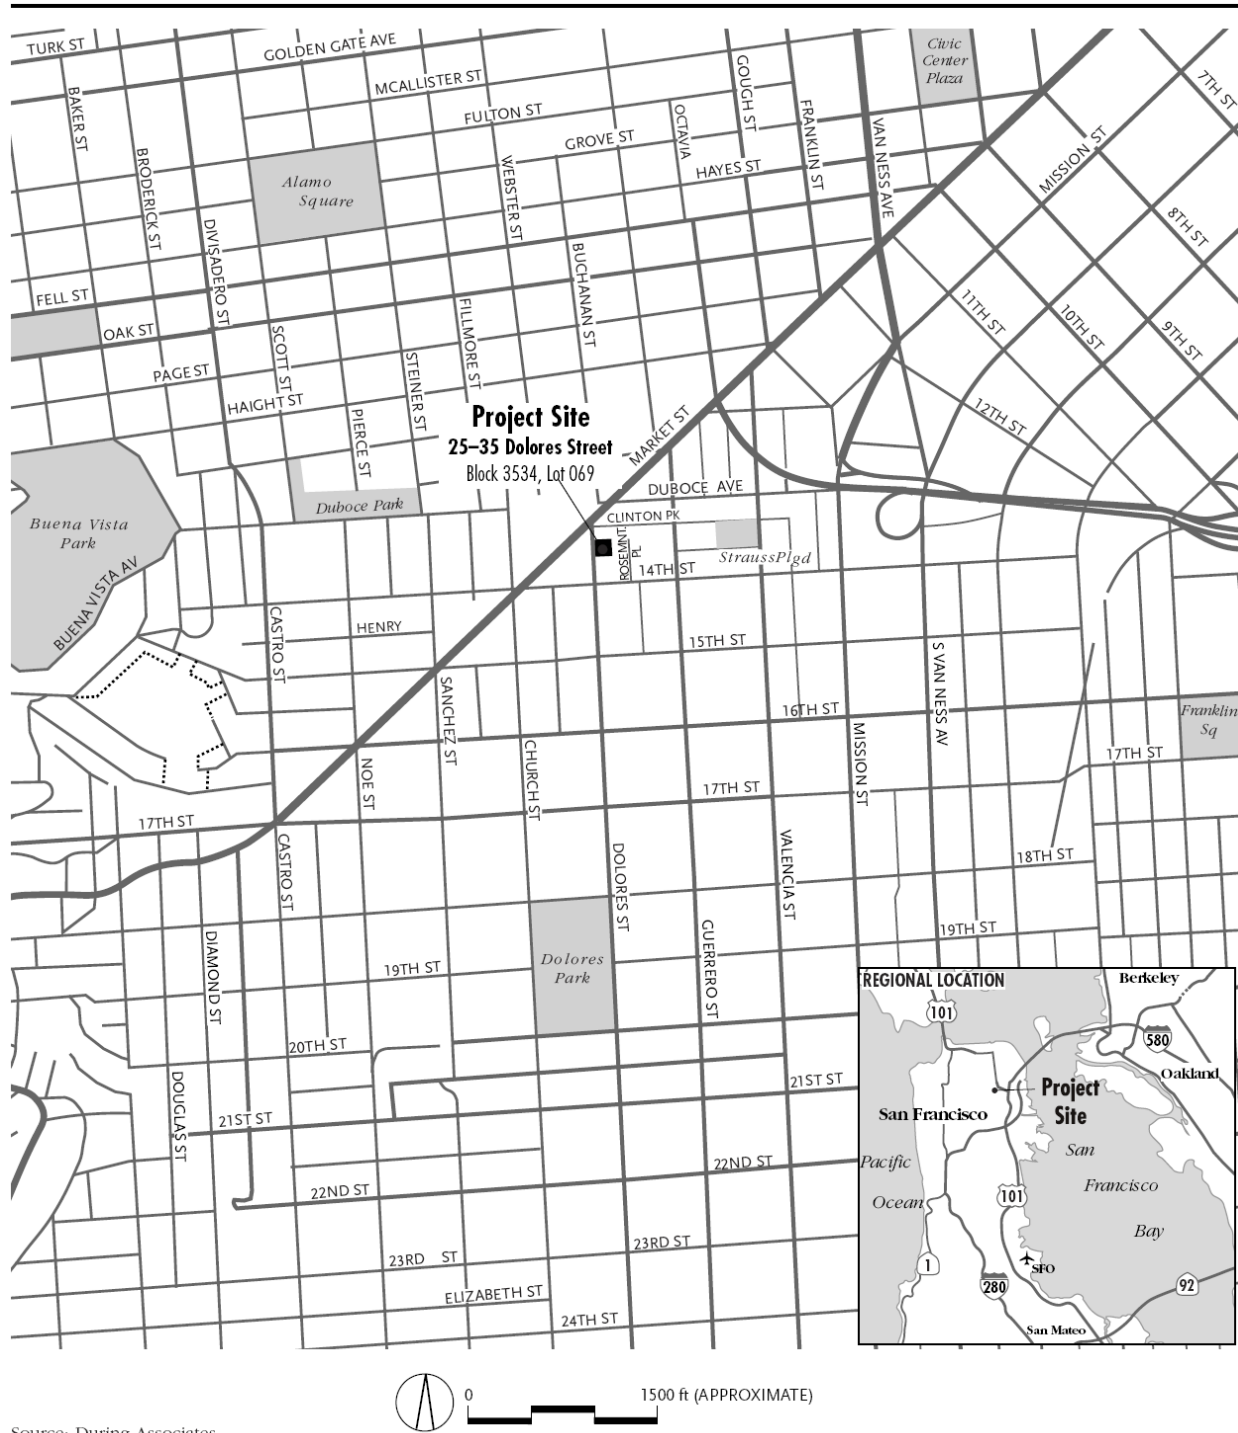 TURK ST
GOLDEN GATE AVE
MCALLISTER ST
FULTON ST
GROVE ST
HAYES ST
BAKER ST
BRODERICK ST
DIVISADERO ST
Alamo
Square
WEBSTER ST
BUCHANAN ST
OCTAVIA
GOUGH ST
FRANKLIN ST
VAN NESS AVE
Civic
Center
Plaza
7TH ST
MISSION ST
8TH ST
9TH ST
10TH ST
11TH ST
12TH ST
FELL ST
OAK ST
PAGE ST
HAIGHT ST
SCOTT ST
PIERCE ST
STEINER ST
FILLMORE ST
Project Site
25–35 Dolores Street
Block 3534, Lot 069
MARKET ST
DUBOCE AVE
CLINTON PK
ROSEMNT
PL
14TH ST
StraussPlgd
Duboce Park
Buena Vista
Park
BUENA VISTA AV
CASTRO ST
HENRY
15TH ST
SANCHEZ ST
16TH ST
S VAN NESS AV
MISSION ST
Franklin
Sq
17TH ST
NOE ST
CHURCH ST
17TH ST
17TH ST
CASTRO ST
DOLORES ST
VALENCIA ST
18TH ST
GUERRERO ST
19TH ST
DIAMOND ST
19TH ST
Dolores
Park
20TH ST
DOUGLAS ST
21ST ST
21ST ST
22ND ST
22ND ST
23RD ST
23RD ST
ELIZABETH ST
24TH ST
REGIONAL LOCATION
Berkeley
101
580
Oakland
Project
Site
San Francisco
Pacific
Ocean
San
Francisco
Bay
101
1
280
SFO
92
San Mateo
0
1500 ft (APPROXIMATE)
Source: During Associates